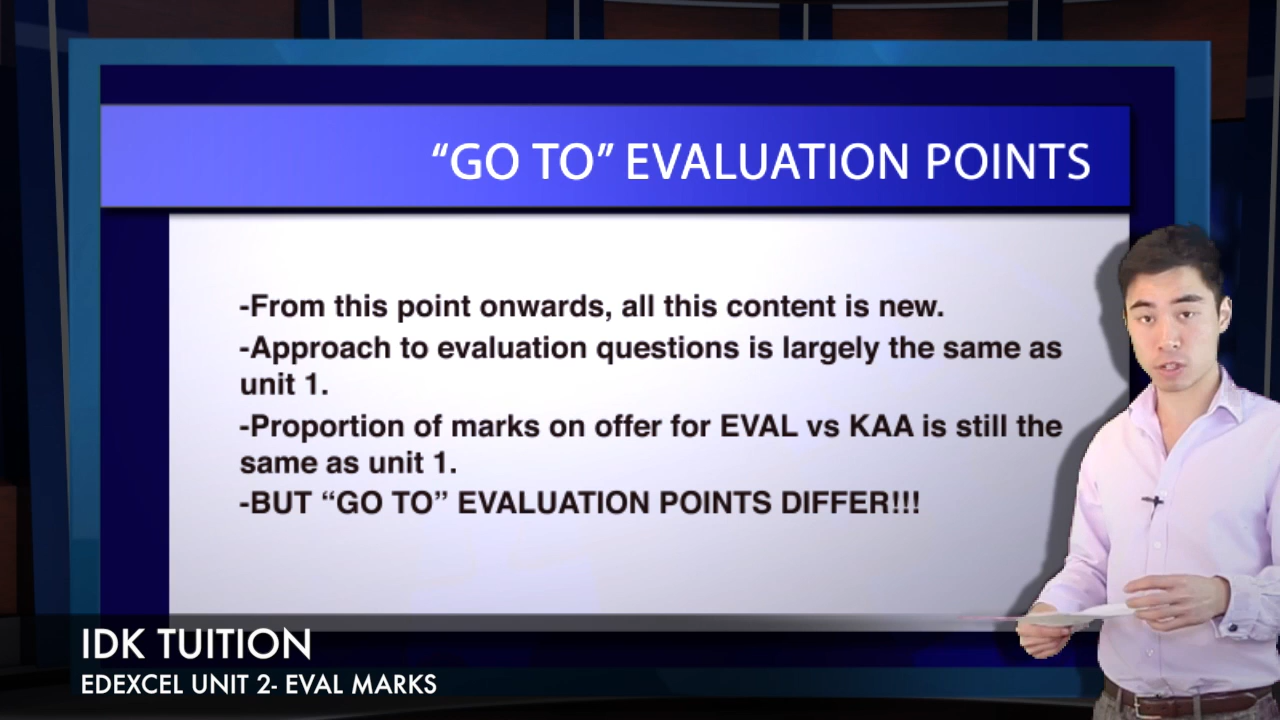 “GO TO” EVALUATION POINTS
-From this point onwards, all this content is new.
-Approach to evaluation questions is largely the same as
unit 1.
-Proportion of marks on offer for EVAL vs KAA is still the
same as unit 1.
-BUT “GO TO” EVALUATION POINTS DIFFER!!!
IDK TUITION
EDEXCEL UNIT 2- EVAL MARKS